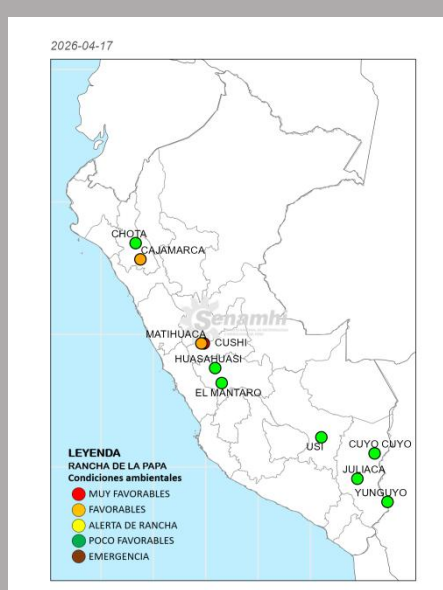 2026-04-17
CHOTA
CAJAMARCA
Senamhi
MATIHUACA
CUSHI
HUASAHUASI
EL MANTARO
USI
CUYO CUYO
JULIACA
YUNGUYO
LEYENDA
RANCHA DE LA PAPA
Condiciones ambientales
MUY FAVORABLES
FAVORABLES
ALERTA DE RANCHA
POCO FAVORABLES
EMERGENCIA